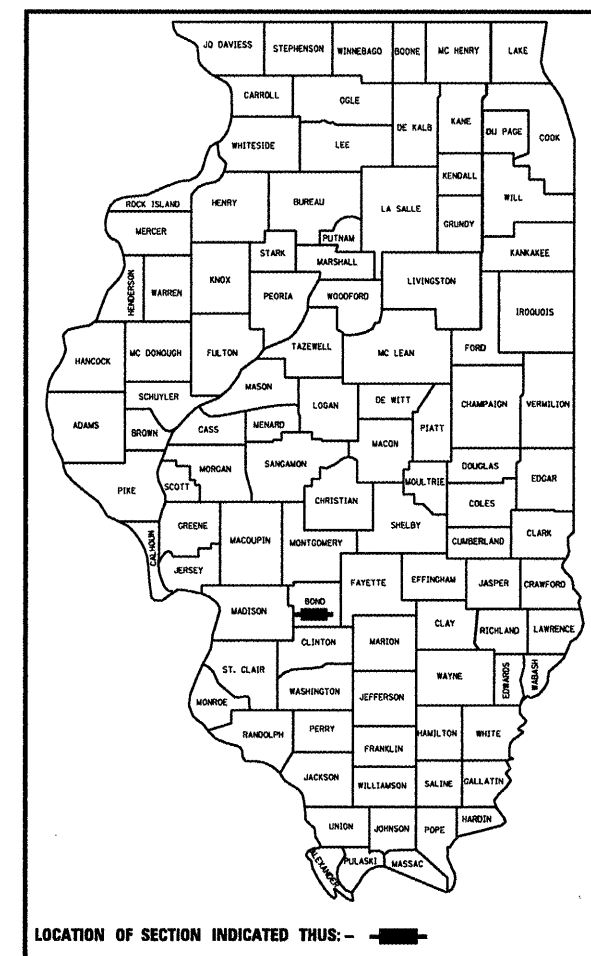 JO DAVIESS STEPHENSON WINNEBAGO BOONE MC HENRY LAKE
CARROLL OGLE DE KALB KANE DU PAGE COOK
WHITESIDE LEE
KENDALL WILL
ROCK ISLAND HENRY BUREAU LA SALLE GRUNDY
MERCER PUTNAM
STARK MARSHALL KANKAKEE
HENDERSON WARREN KNOX PEORIA WOODFORD LIVINGSTON IROQUOIS
HANCOCK MC DONOUGH FULTON TAZEWELL MC LEAN FORD
SCHUYLER MASON
ADAMS BROWN CASS MENARD LOGAN DE WITT PIATT CHAMPAIGN VERMILION
MACON
PIKE SCOTT MORGAN SANGAMON CHRISTIAN MOULTRIE DOUGLAS EDGAR
COLES
CALHOUN GREENE MACOUPIN MONTGOMERY SHELBY CUMBERLAND CLARK
JERSEY FAYETTE EFFINGHAM JASPER CRAWFORD
MADISON BOND
CLINTON MARION CLAY RICHLAND LAWRENCE
ST. CLAIR WASHINGTON JEFFERSON WAYNE EDWARDS WABASH
MONROE
RANDOLPH PERRY FRANKLIN HAMILTON WHITE
JACKSON WILLIAMSON SALINE GALLATIN
UNION JOHNSON POPE HARDIN
ALEXANDER PULASKI MASSAC
LOCATION OF SECTION INDICATED THUS: –